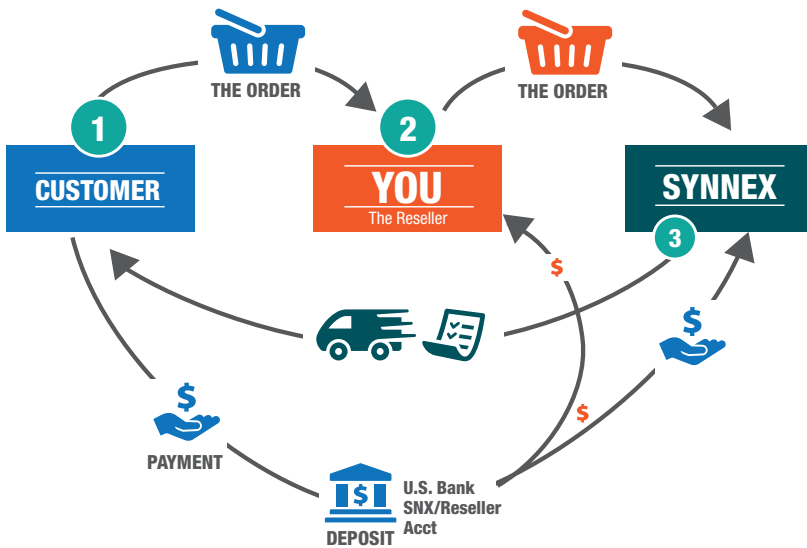 THE ORDER
THE ORDER
1
2
CUSTOMER
YOU
The Reseller
SYNNEX
3
$
$
$
$
PAYMENT
$
U.S. Bank
SNX/Reseller
Acct
DEPOSIT